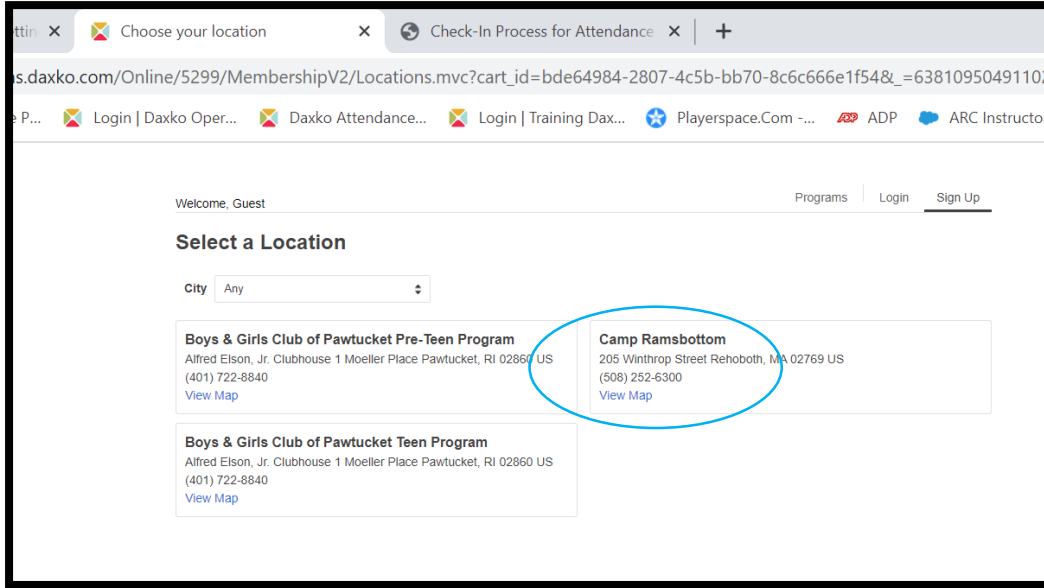 ttin
Choose your location
Check-In Process for Attendance
s.daxko.com/Online/5299/MembershipV2/Locations.mvc?cart_id=bde64984-2807-4c5b-bb70-8c6c666e1f54&_=6381095049110
e P...
Login | Daxko Oper...
Daxko Attendance...
Login | Training Dax...
Playerspace.Com -...
ADP
ARC Instructo
Welcome, Guest
Programs
Login
Sign Up
Select a Location
City
Any
Boys & Girls Club of Pawtucket Pre-Teen Program
Alfred Elson, Jr. Clubhouse 1 Moeller Place Pawtucket, RI 02860 US
(401) 722-8840
View Map
Camp Ramsbottom
205 Winthrop Street Rehoboth, MA 02769 US
(508) 252-6300
View Map
Boys & Girls Club of Pawtucket Teen Program
Alfred Elson, Jr. Clubhouse 1 Moeller Place Pawtucket, RI 02860 US
(401) 722-8840
View Map